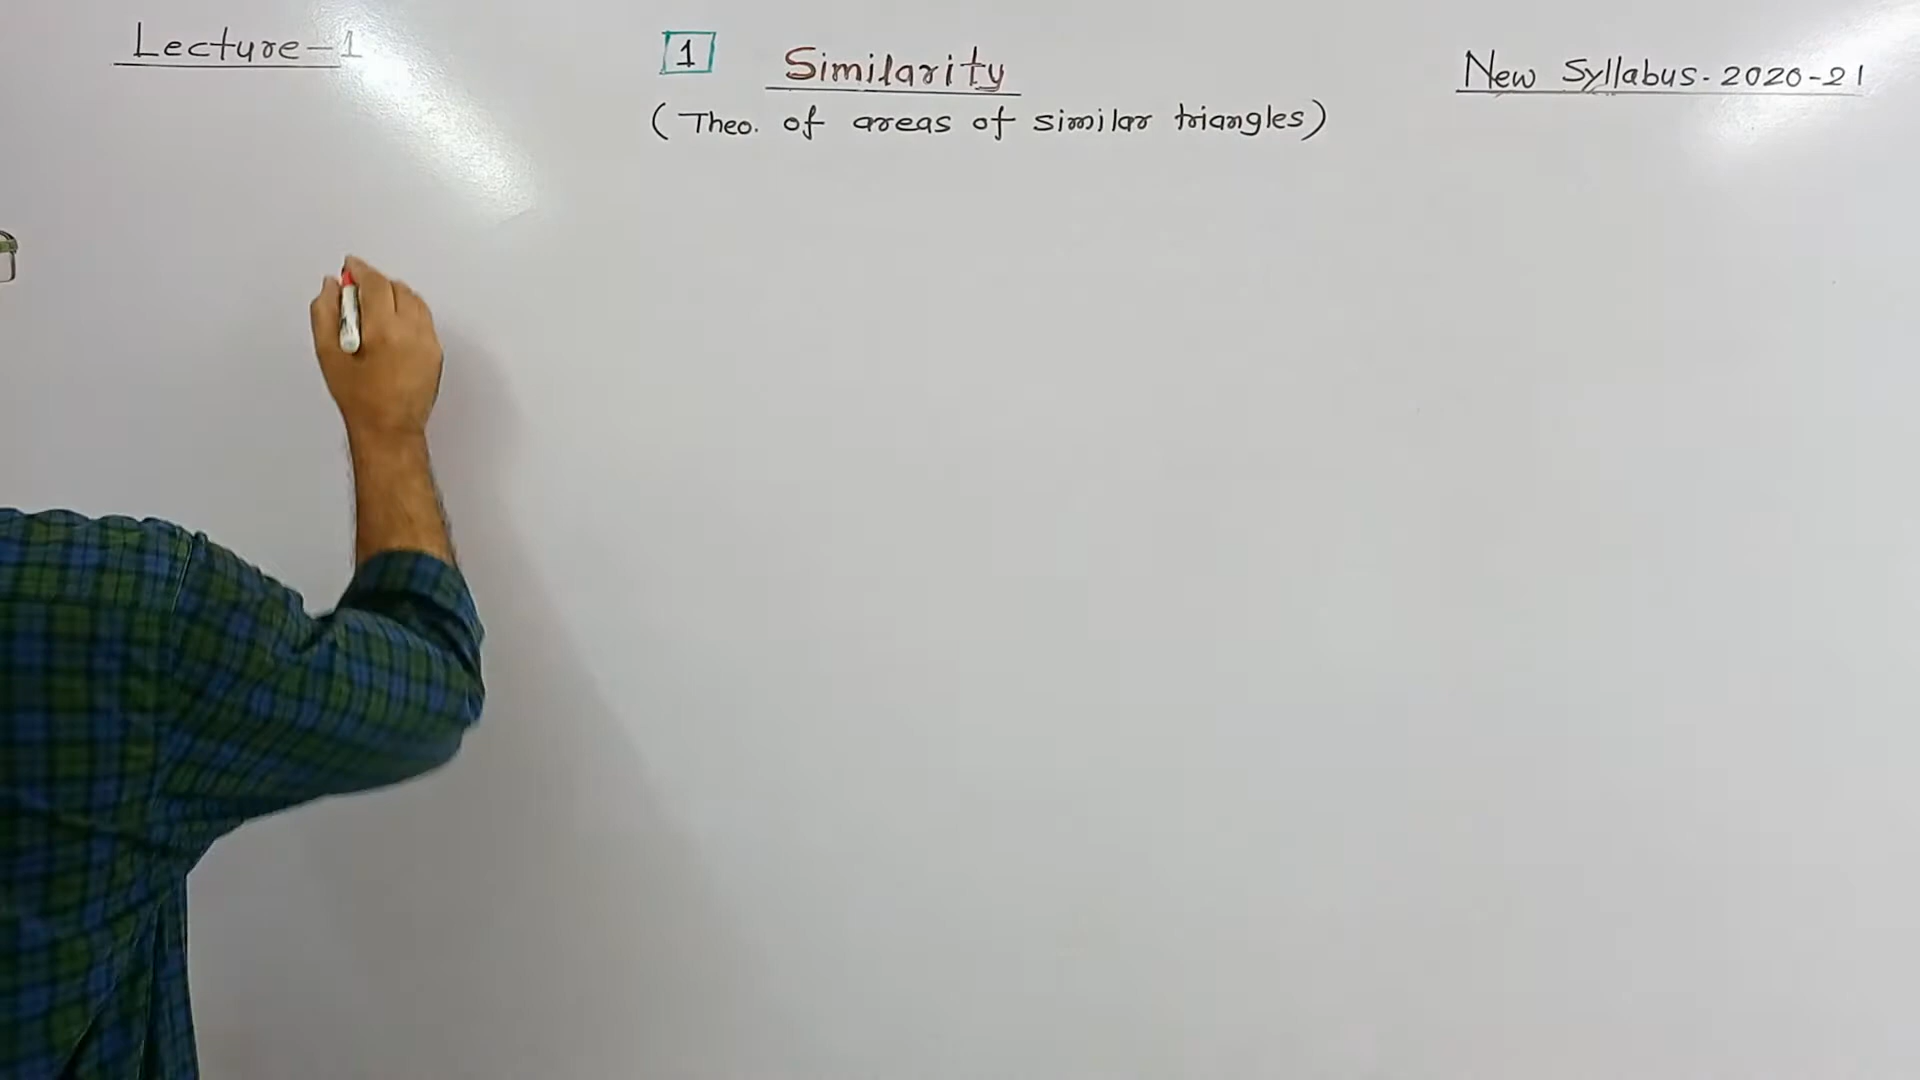 Lecture-1
1 Similarity
(Theo. of areas of similar triangles)
New Syllabus. 2020-21